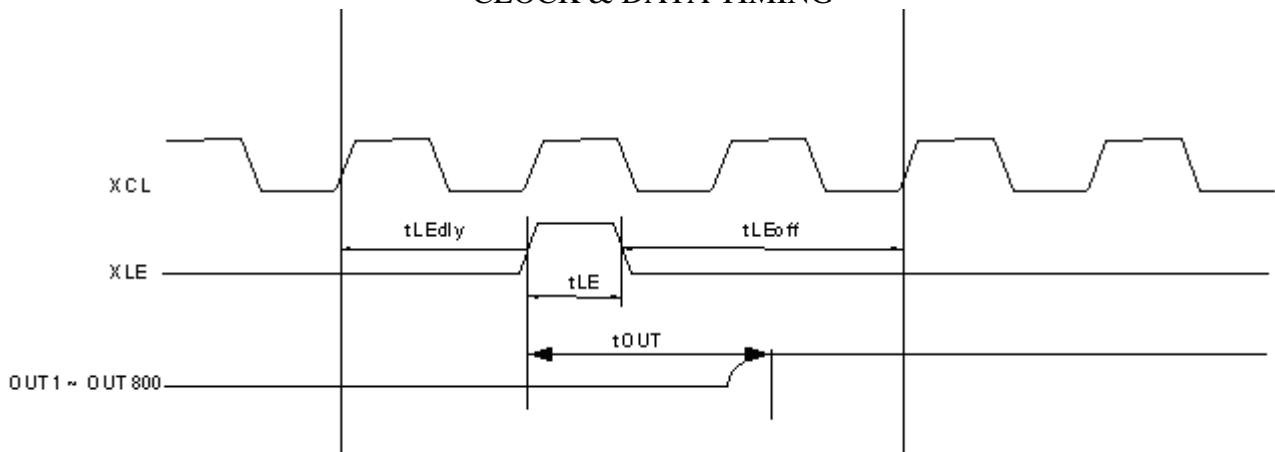 CLOCK & DATA TIMING
XCL
tLEdly
tLEoff
XLE
tLE
tOUT
OUT1 ~ OUT800